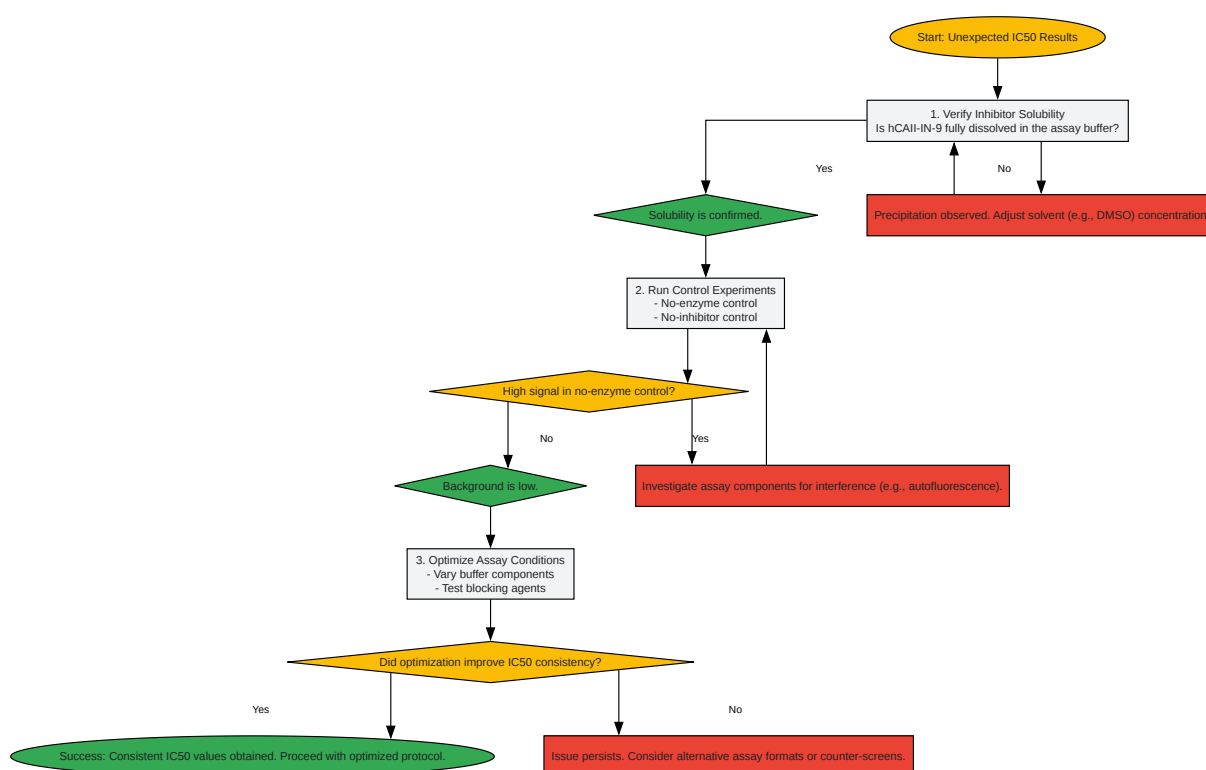 Start: Unexpected IC50 Results
1. Verify Inhibitor Solubility
Is hCAII-IN-9 fully dissolved in the assay buffer?
Yes
No
Solubility is confirmed.
Precipitation observed. Adjust solvent (e.g., DMSO) concentration
2. Run Control Experiments
- No-enzyme control
- No-inhibitor control
High signal in no-enzyme control?
No
Yes
Background is low.
Investigate assay components for interference (e.g., autofluorescence).
3. Optimize Assay Conditions
- Vary buffer components
- Test blocking agents
Did optimization improve IC50 consistency?
Yes
No
Success: Consistent IC50 values obtained. Proceed with optimized protocol.
Issue persists. Consider alternative assay formats or counter-screens.